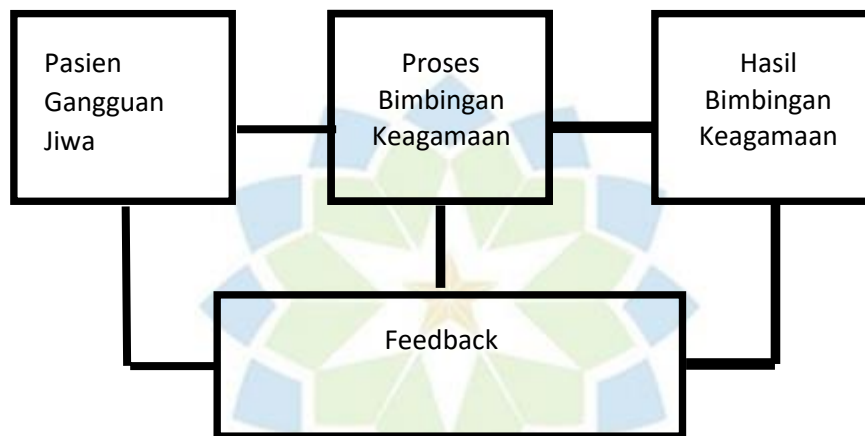 Pasien
Gangguan
Jiwa
Proses
Bimbingan
Keagamaan
Hasil
Bimbingan
Keagamaan
Feedback